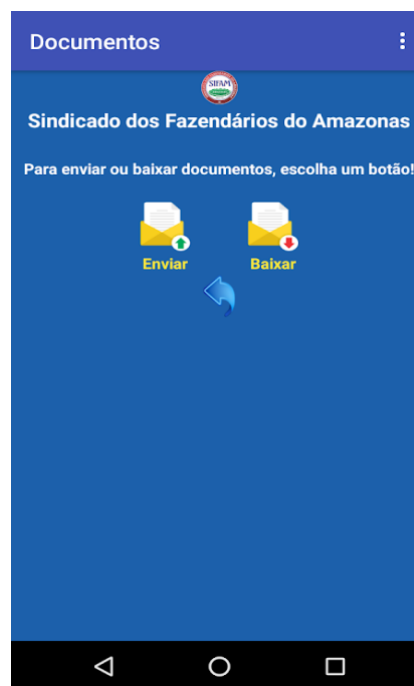 Documentos
SIFAM
Sindicado dos Fazendários do Amazonas
Para enviar ou baixar documentos, escolha um botão!
Enviar Baixar